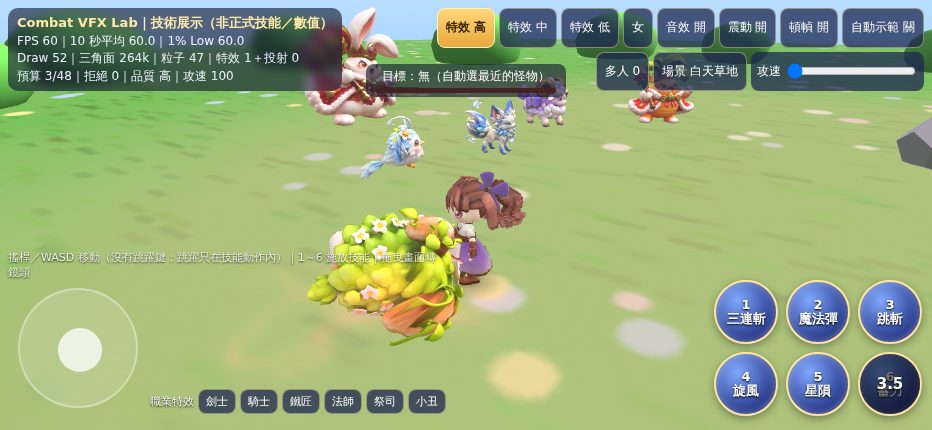 Combat VFX Lab | 技術展示（非正式技能／數值）
FPS 60 | 10 秒平均 60.0 | 1% Low 60.0
Draw 52 | 三角面 264k | 粒子 47 | 特效 1＋投射 0
預算 3/48 | 拒絕 0 | 品質 高 | 攻速 100
特效 高
特效 中
特效 低
女
音效 開
震動 開
頓幀 開
自動示範 關
目標：無（自動選最近的怪物）
多人 0
場景 白天草地
攻速
搖桿／WASD 移動（沒有跳躍鍵；跳躍只在技能動作內） | 1～6 施放技能 | 拖曳畫面轉
鏡頭
1
三連斬
2
魔法彈
3
跳斬
4
旋風
5
星隕
6
蓄力
3.5
職業特效
劍士
騎士
鐵匠
法師
祭司
小丑